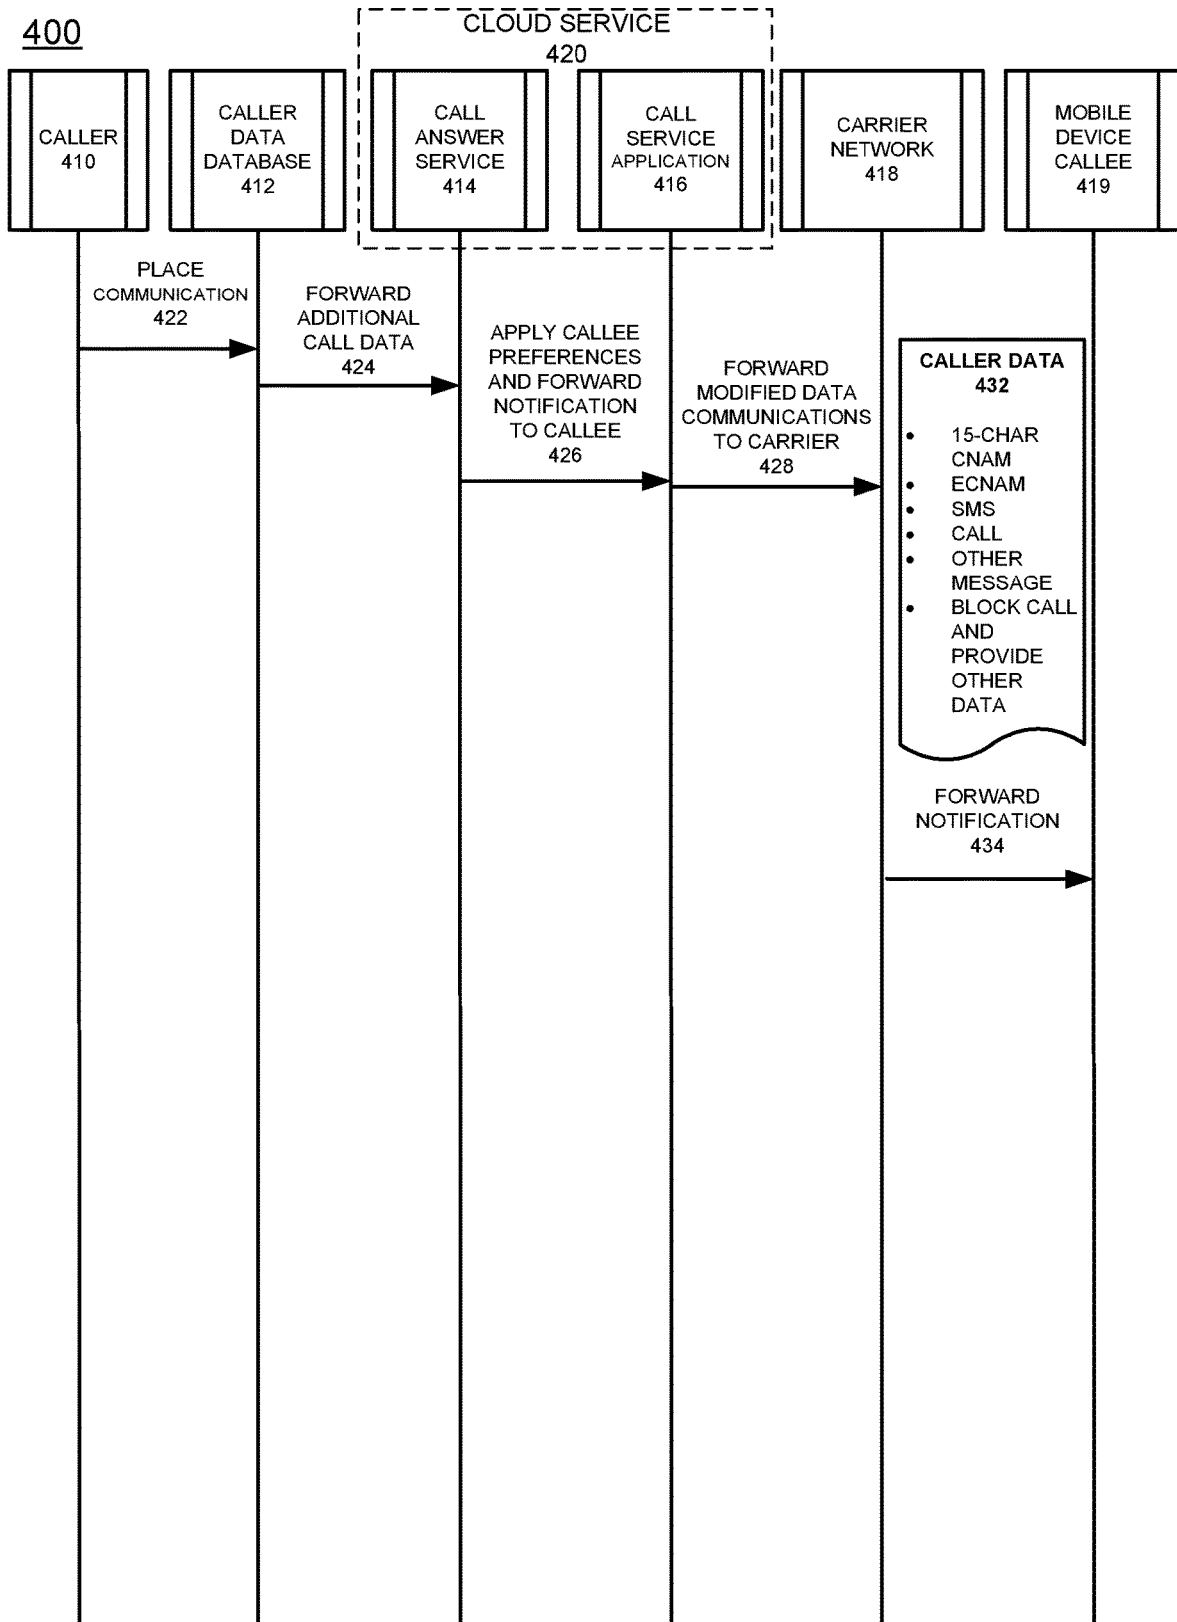 400
CLOUD SERVICE
420
CALLER
410
CALLER
DATA
DATABASE
412
CALL
ANSWER
SERVICE
414
CALL
SERVICE
APPLICATION
416
CARRIER
NETWORK
418
MOBILE
DEVICE
CALLEE
419
PLACE
COMMUNICATION
422
FORWARD
ADDITIONAL
CALL DATA
424
APPLY CALLEE
PREFERENCES
AND FORWARD
NOTIFICATION
TO CALLEE
426
FORWARD
MODIFIED DATA
COMMUNICATIONS
TO CARRIER
428
CALLER DATA
432
• 15-CHAR
CNAM
• ECNAM
• SMS
• CALL
• OTHER
MESSAGE
• BLOCK CALL
AND
PROVIDE
OTHER
DATA
FORWARD
NOTIFICATION
434